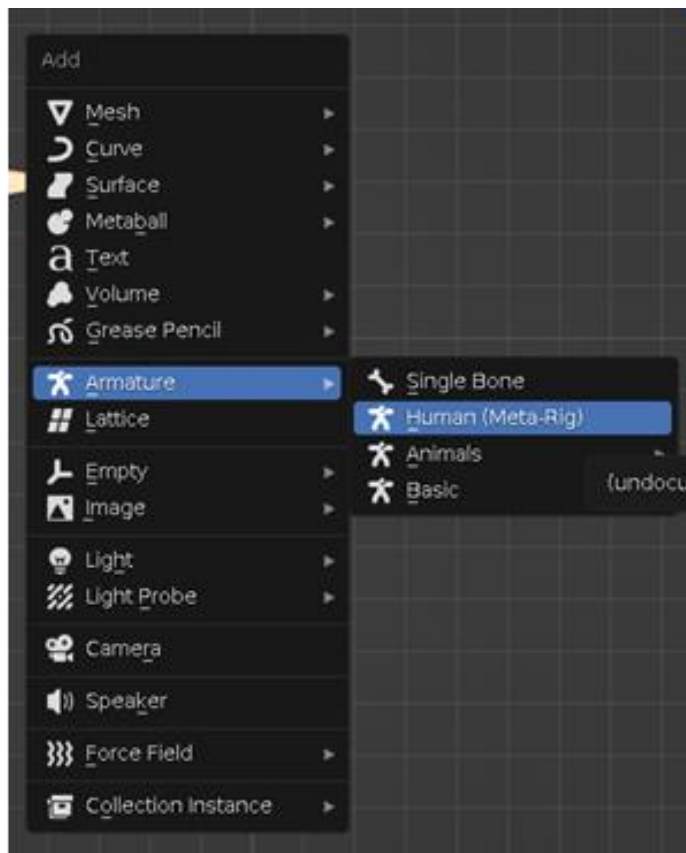 Add
Mesh
Curve
Surface
Metaball
Text
Volume
Grease Pencil
Armature
Lattice
Empty
Image
Light
Light Probe
Camera
Speaker
Force Field
Collection Instance
Single Bone
Human (Meta-Rig)
Animals
Basic
(undocu